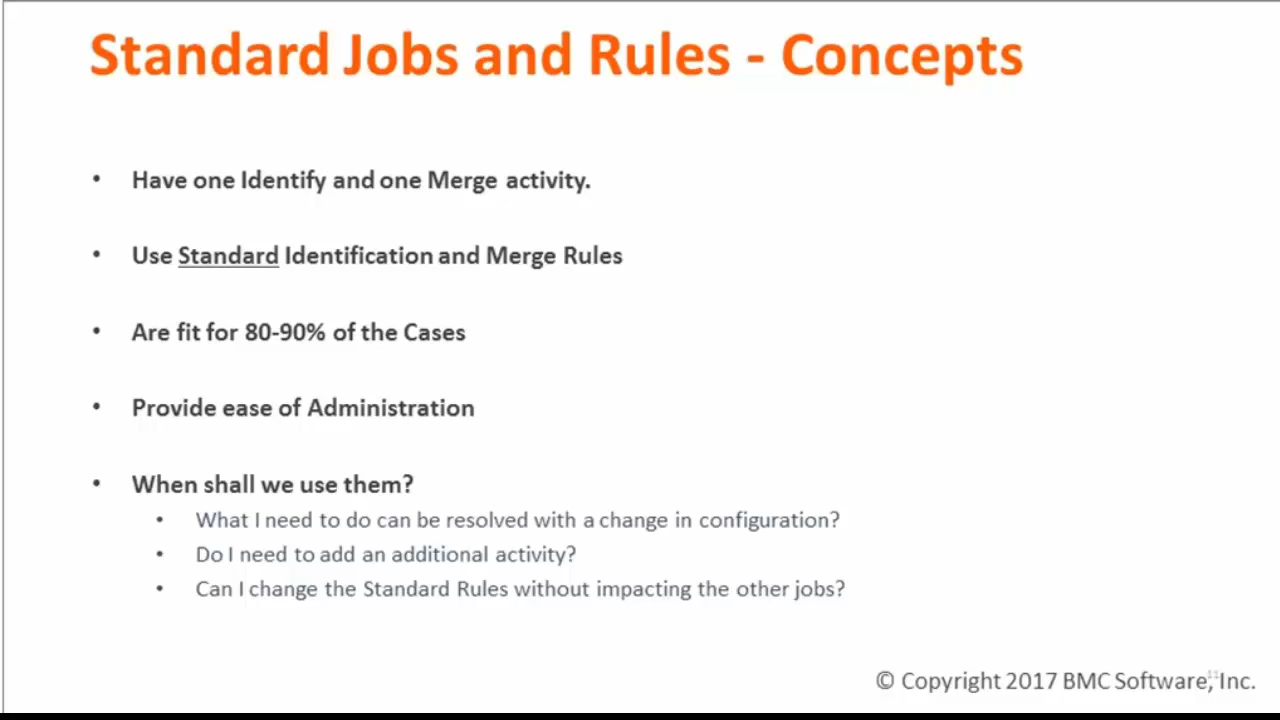 Standard Jobs and Rules - Concepts
• Have one Identify and one Merge activity.
• Use Standard Identification and Merge Rules
• Are fit for 80-90% of the Cases
• Provide ease of Administration
• When shall we use them?
• What I need to do can be resolved with a change in configuration?
• Do I need to add an additional activity?
• Can I change the Standard Rules without impacting the other jobs?
11
© Copyright 2017 BMC Software, Inc.